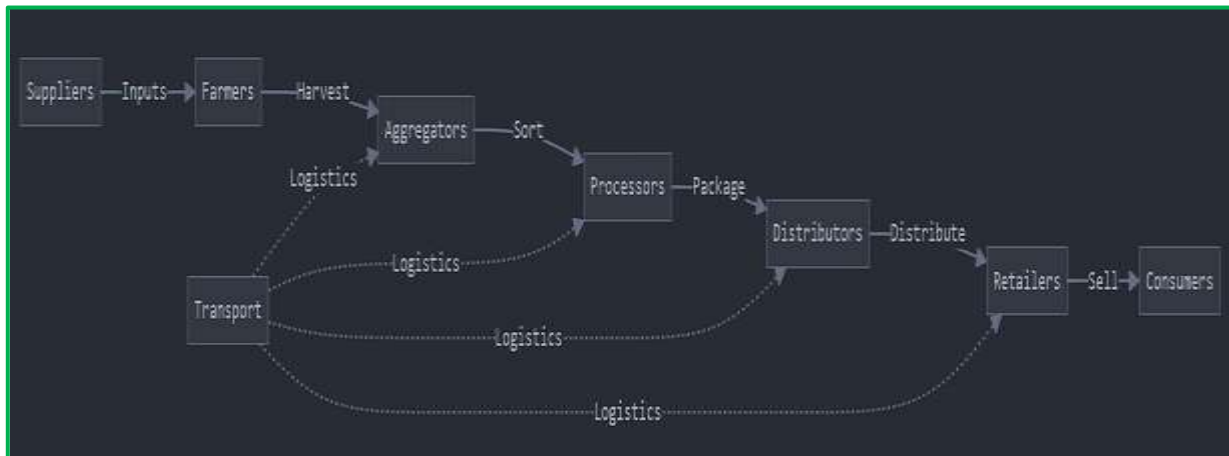 Suppliers
Inputs
Farmers
Harvest
Aggregators
Sort
Processors
Package
Distributors
Distribute
Retailers
Sell
Consumers
Transport
Logistics
Logistics
Logistics
Logistics